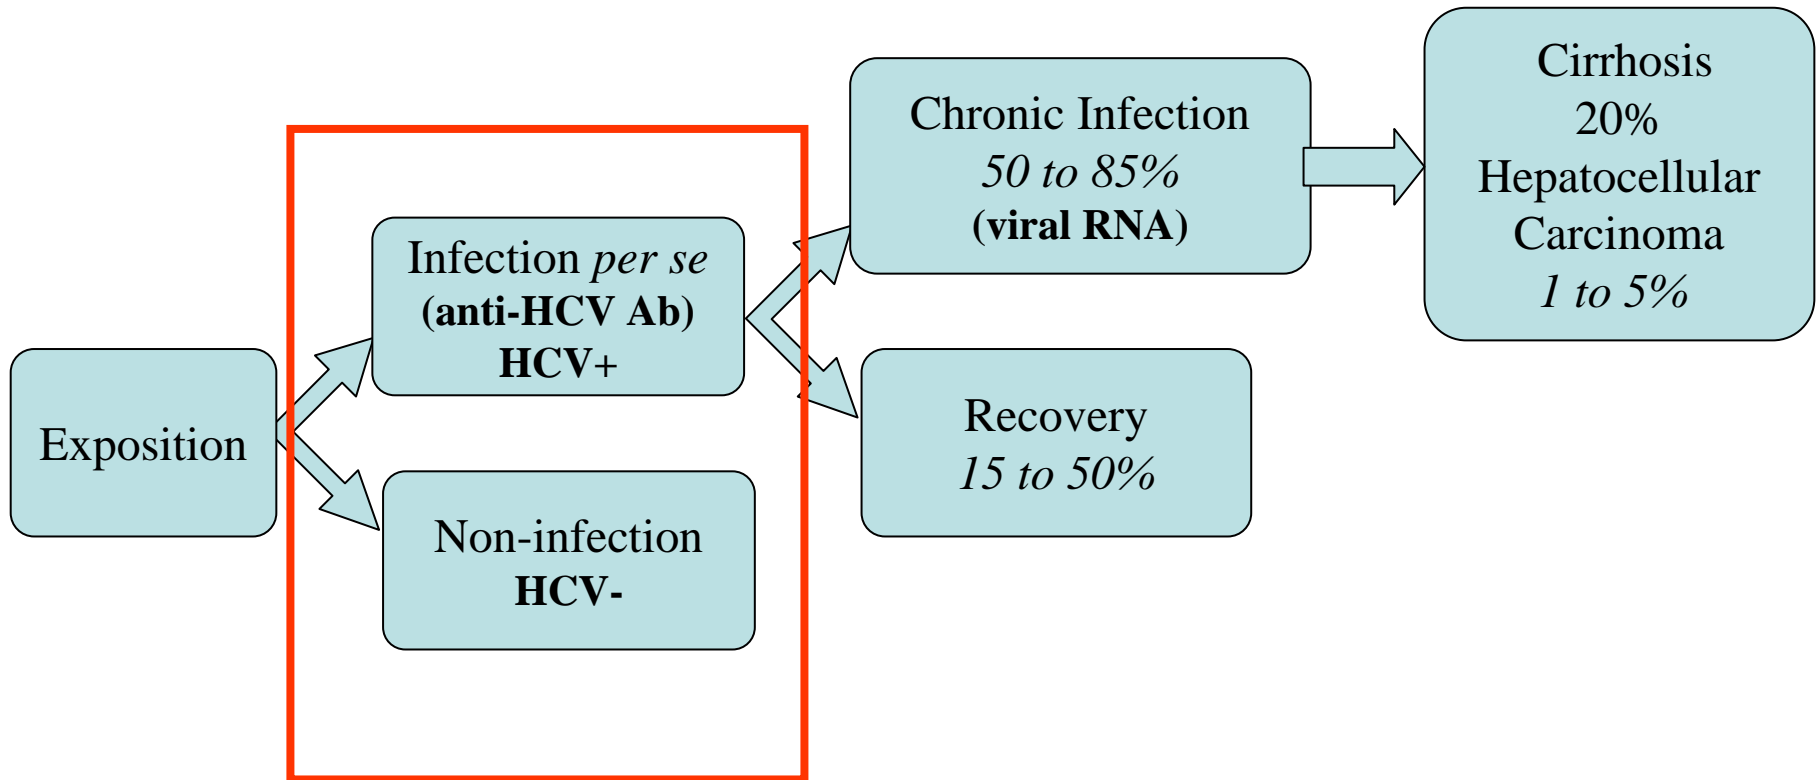 Exposition
Infection per se
(anti-HCV Ab)
HCV+
Non-infection
HCV-
Chronic Infection
50 to 85%
(viral RNA)
Recovery
15 to 50%
Cirrhosis
20%
Hepatocellular
Carcinoma
1 to 5%